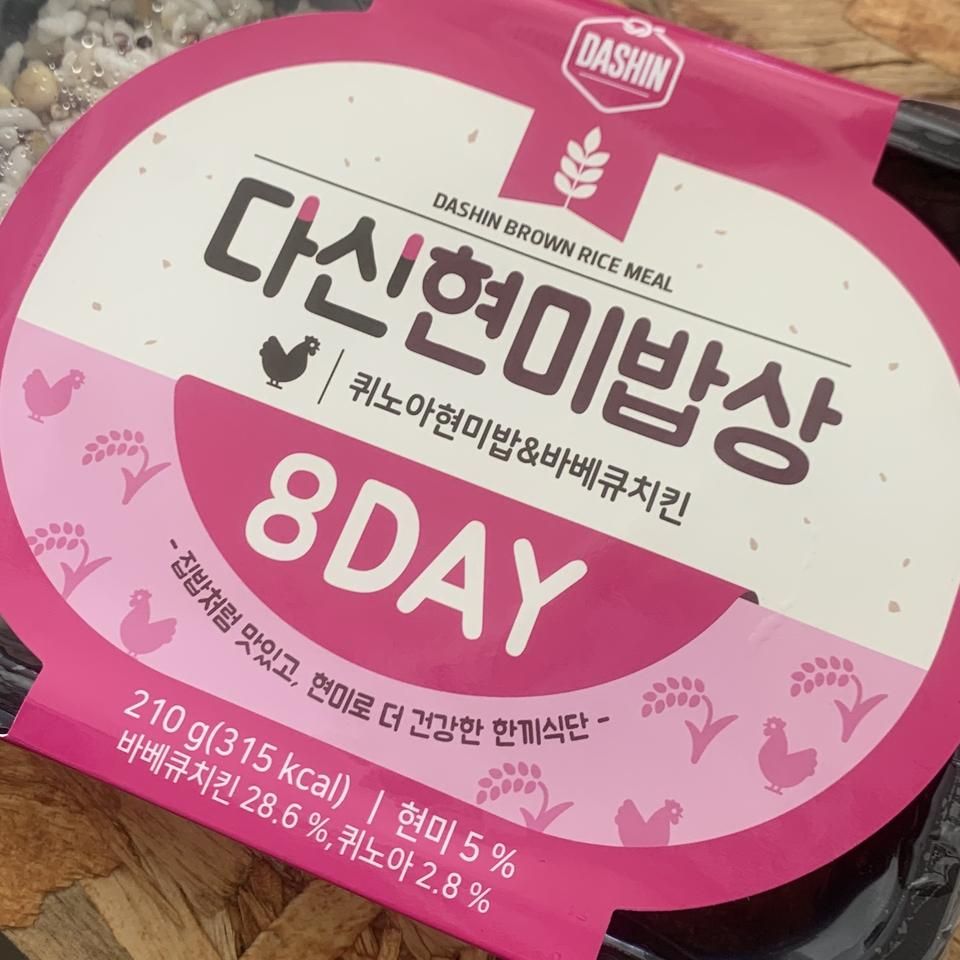 DASHIN
DASHIN BROWN RICE MEAL
다신현미밥상
퀴노아현미밥&바베큐치킨
8DAY
- 집밥처럼 맛있고, 현미로 더 건강한 한끼식단 -
210 g(315 kcal) | 현미 5 %
바베큐치킨 28.6 %, 퀴노아 2.8 %